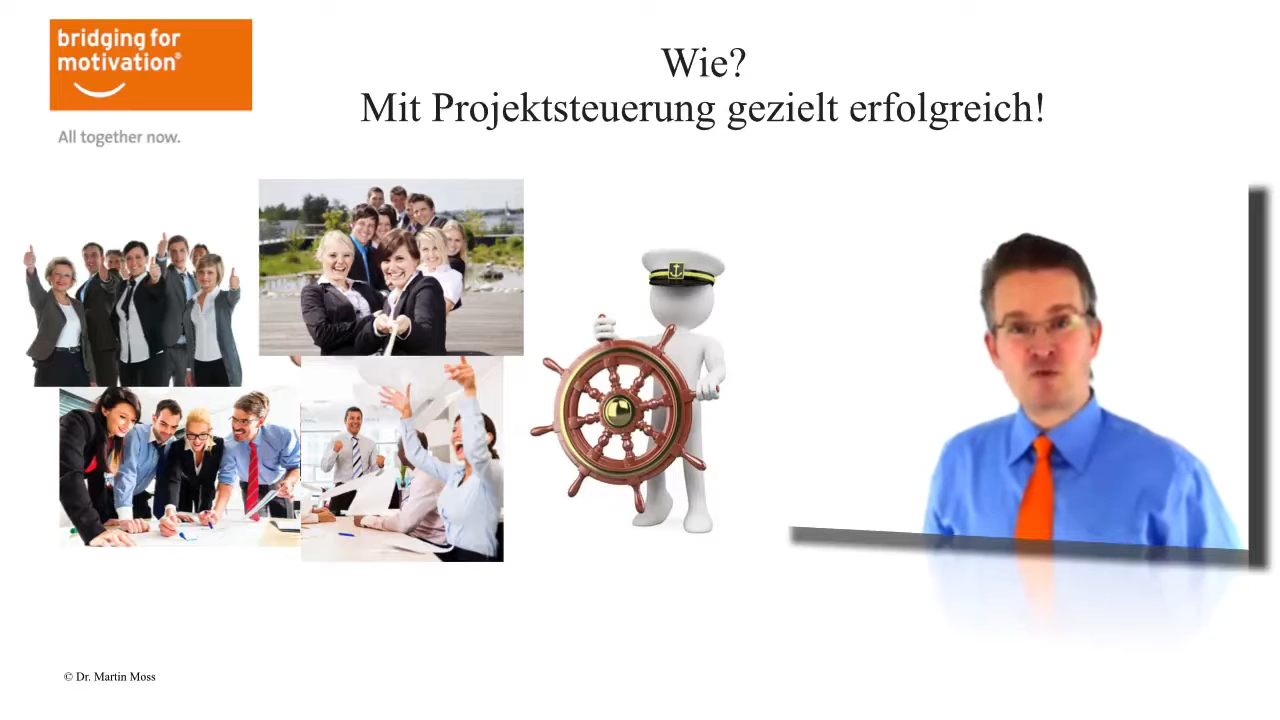 bridging for
motivation®
All together now.
Wie?
Mit Projektsteuerung gezielt erfolgreich!
© Dr. Martin Moss